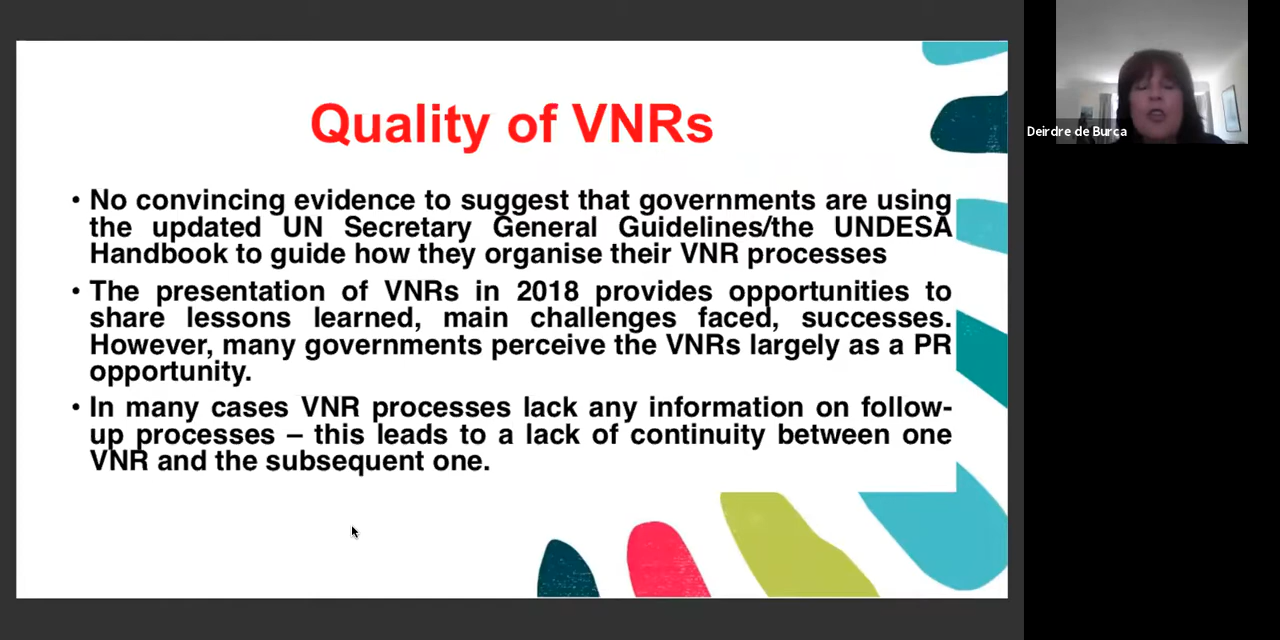 Quality of VNRs
• No convincing evidence to suggest that governments are using
the updated UN Secretary General Guidelines/the UNDESA
Handbook to guide how they organise their VNR processes
• The presentation of VNRs in 2018 provides opportunities to
share lessons learned, main challenges faced, successes.
However, many governments perceive the VNRs largely as a PR
opportunity.
• In many cases VNR processes lack any information on follow-
up processes – this leads to a lack of continuity between one
VNR and the subsequent one.
Deirdre de Burca